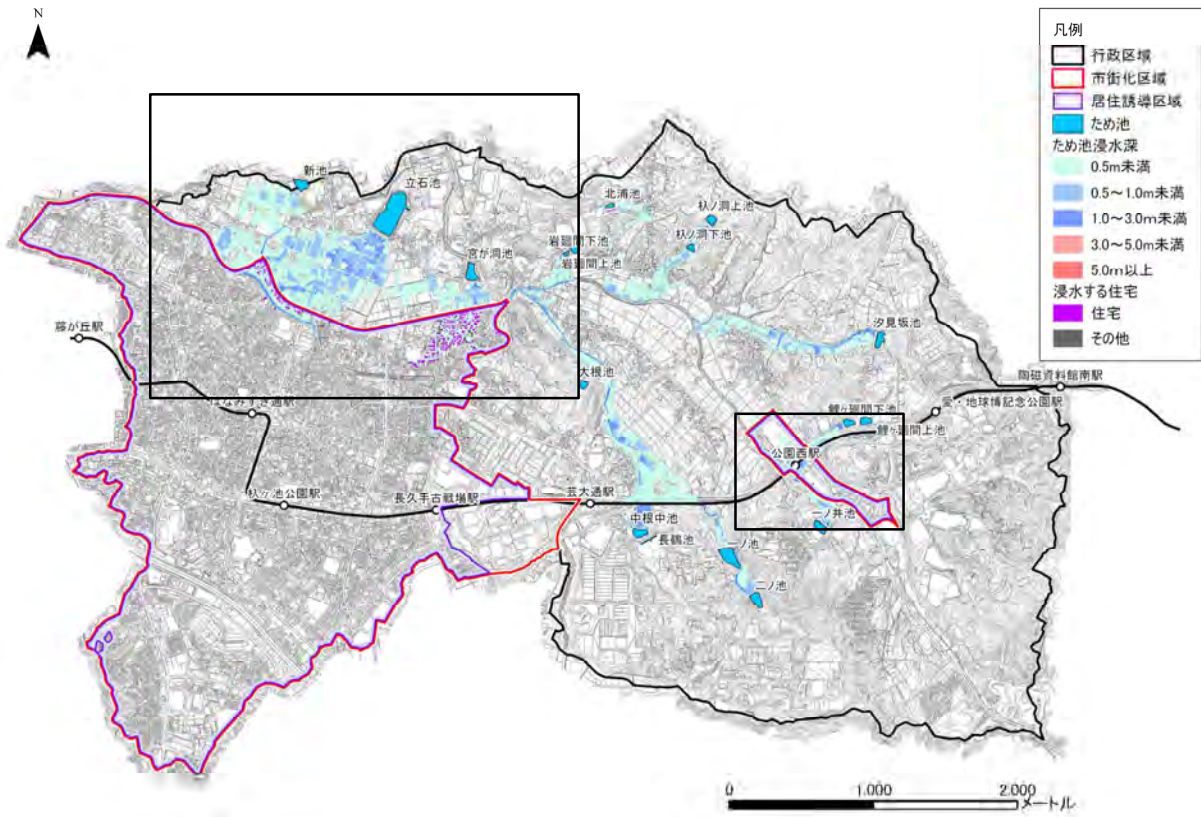 N
凡例
行政区域
市街化区域
居住誘導区域
ため池
ため池浸水深
0.5m未満
0.5～1.0m未満
1.0～3.0m未満
3.0～5.0m未満
5.0m以上
浸水する住宅
住宅
その他
新池
立石池
北浦池
杁ノ洞上池
杁ノ洞下池
岩廻間下池
岩廻間上池
宮が洞池
汐見坂池
藤が丘駅
大根池
陶磁資料館南駅
愛・地球博記念公園駅
はなみずき通駅
鯉ヶ廻間下池
鯉ヶ廻間上池
公園西駅
杁ヶ池公園駅
長久手古戦場駅
芸大通駅
中根中池
長鶴池
一ノ井池
一ノ池
二ノ池
0
1,000
2,000
メートル